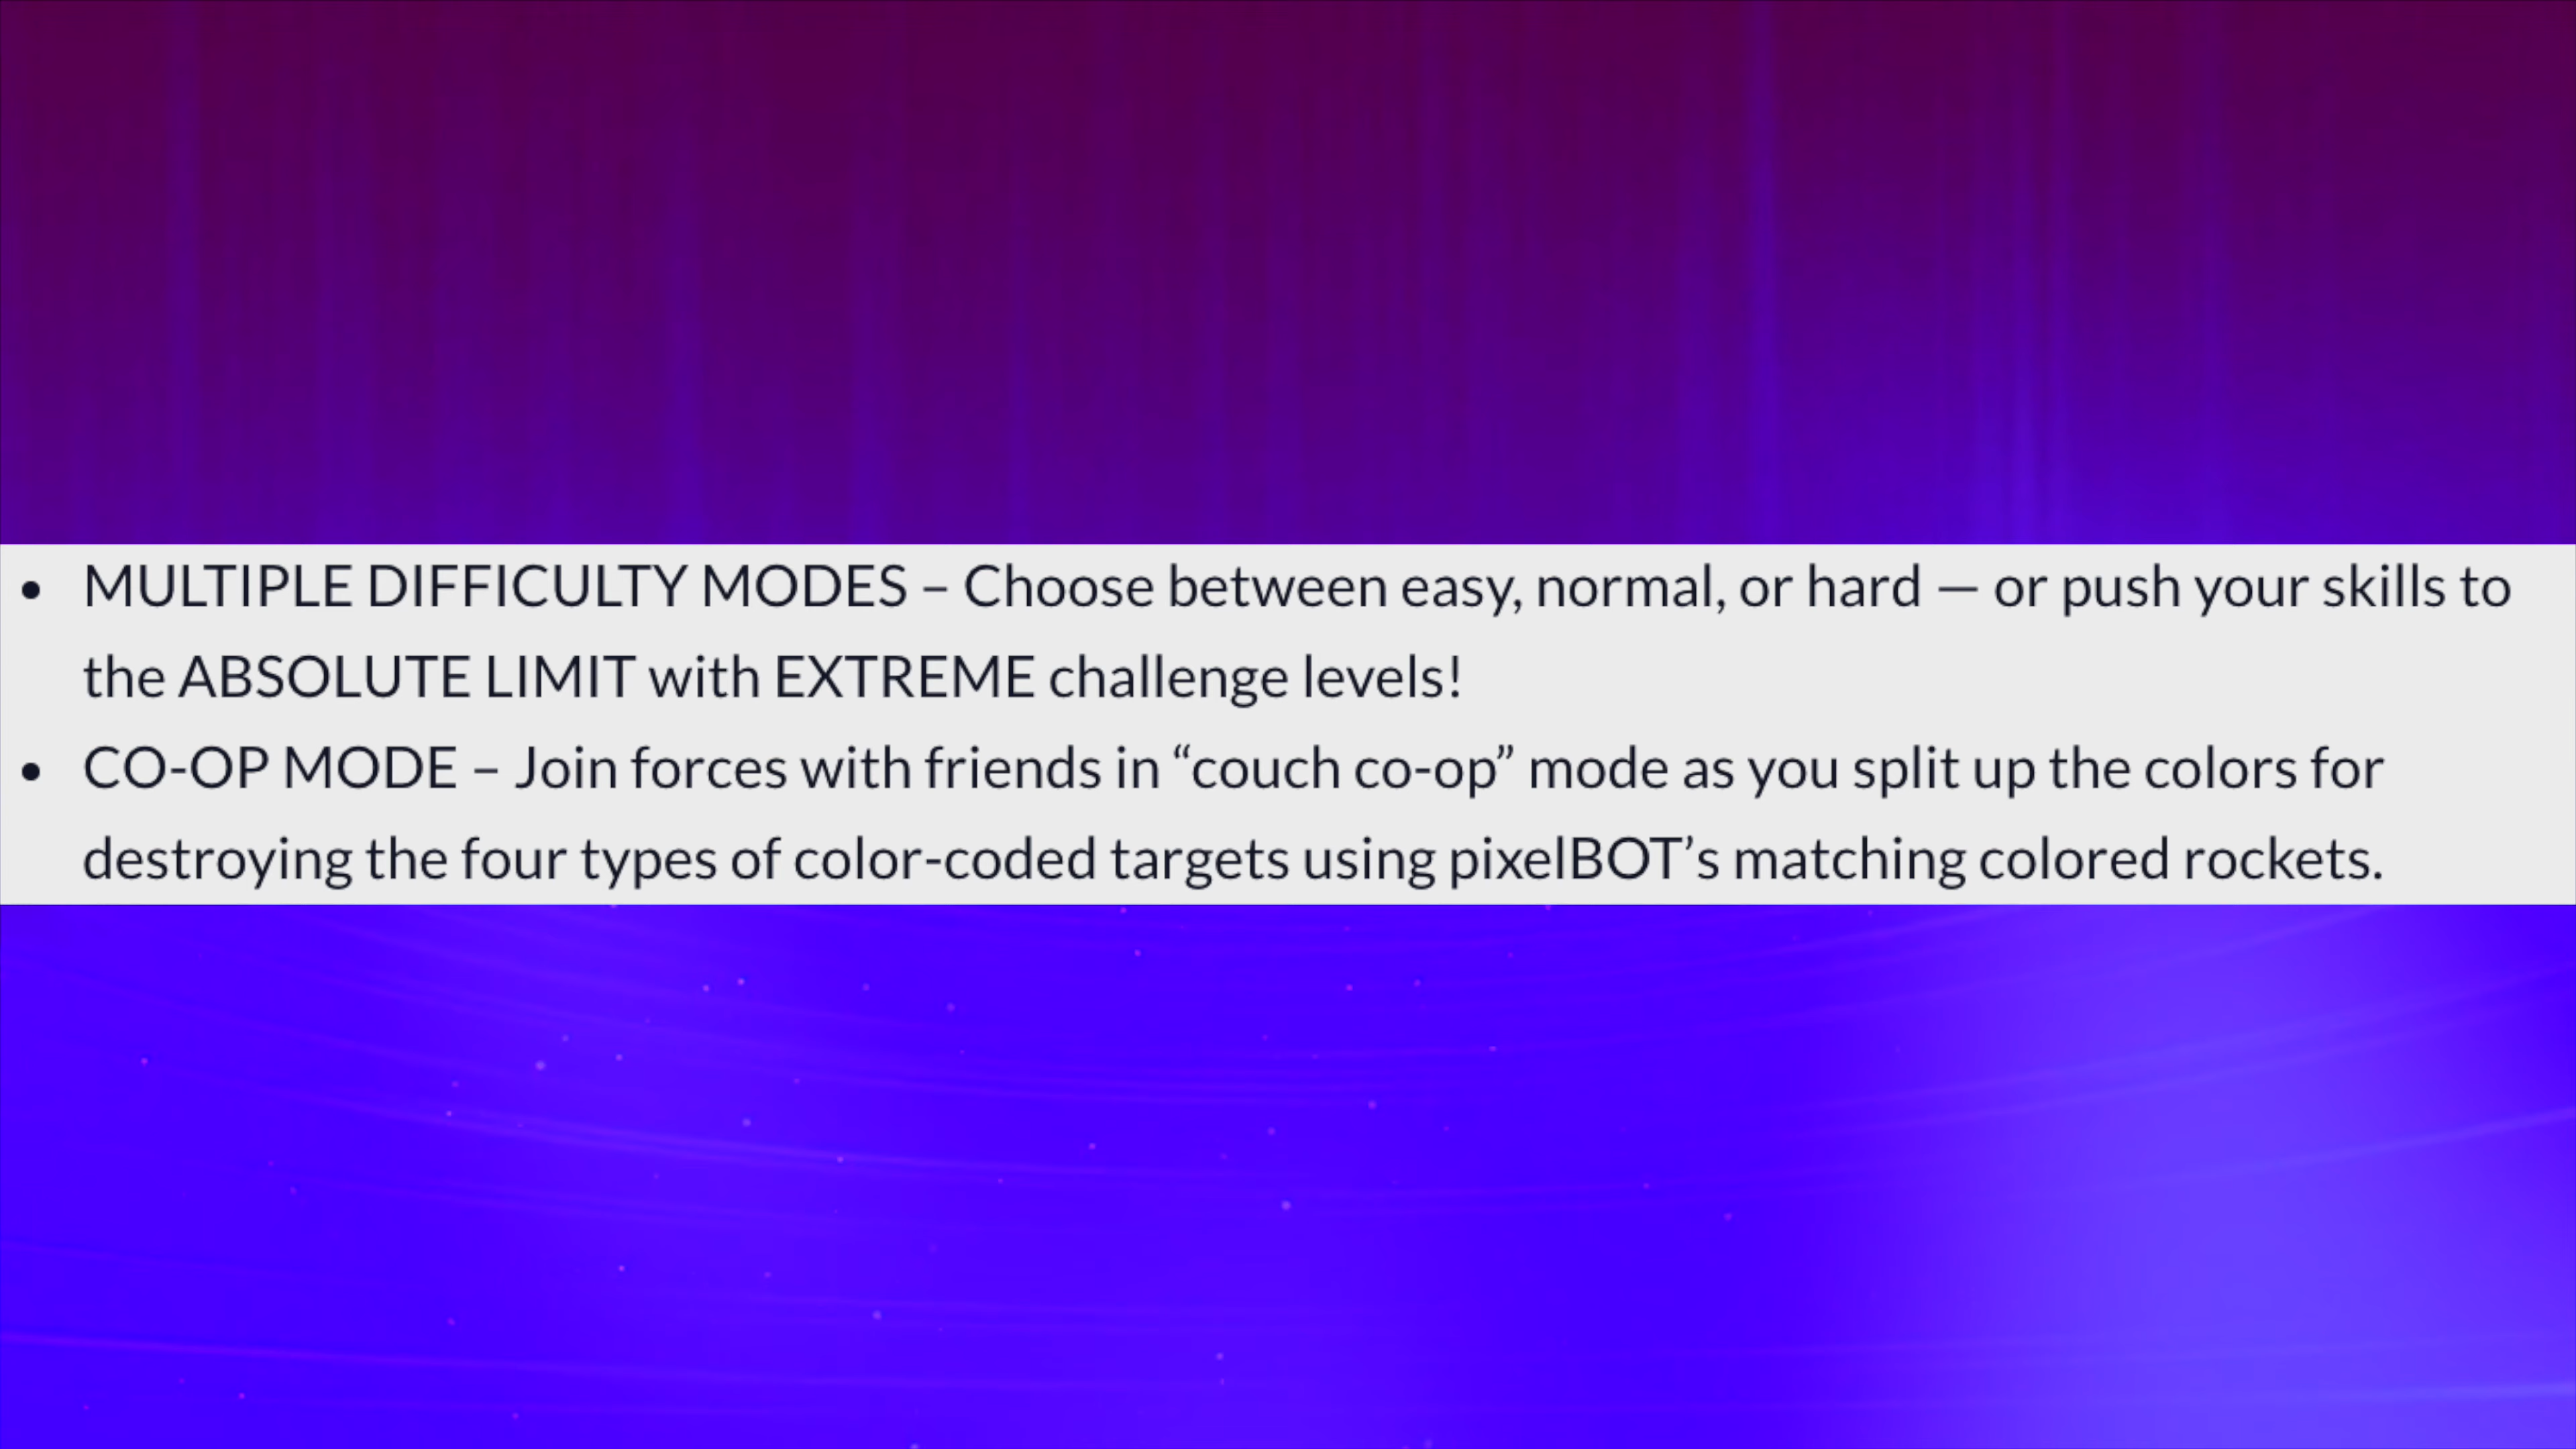 • MULTIPLE DIFFICULTY MODES – Choose between easy, normal, or hard — or push your skills to
the ABSOLUTE LIMIT with EXTREME challenge levels!
• CO-OP MODE – Join forces with friends in “couch co-op” mode as you split up the colors for
destroying the four types of color-coded targets using pixelBOT’s matching colored rockets.